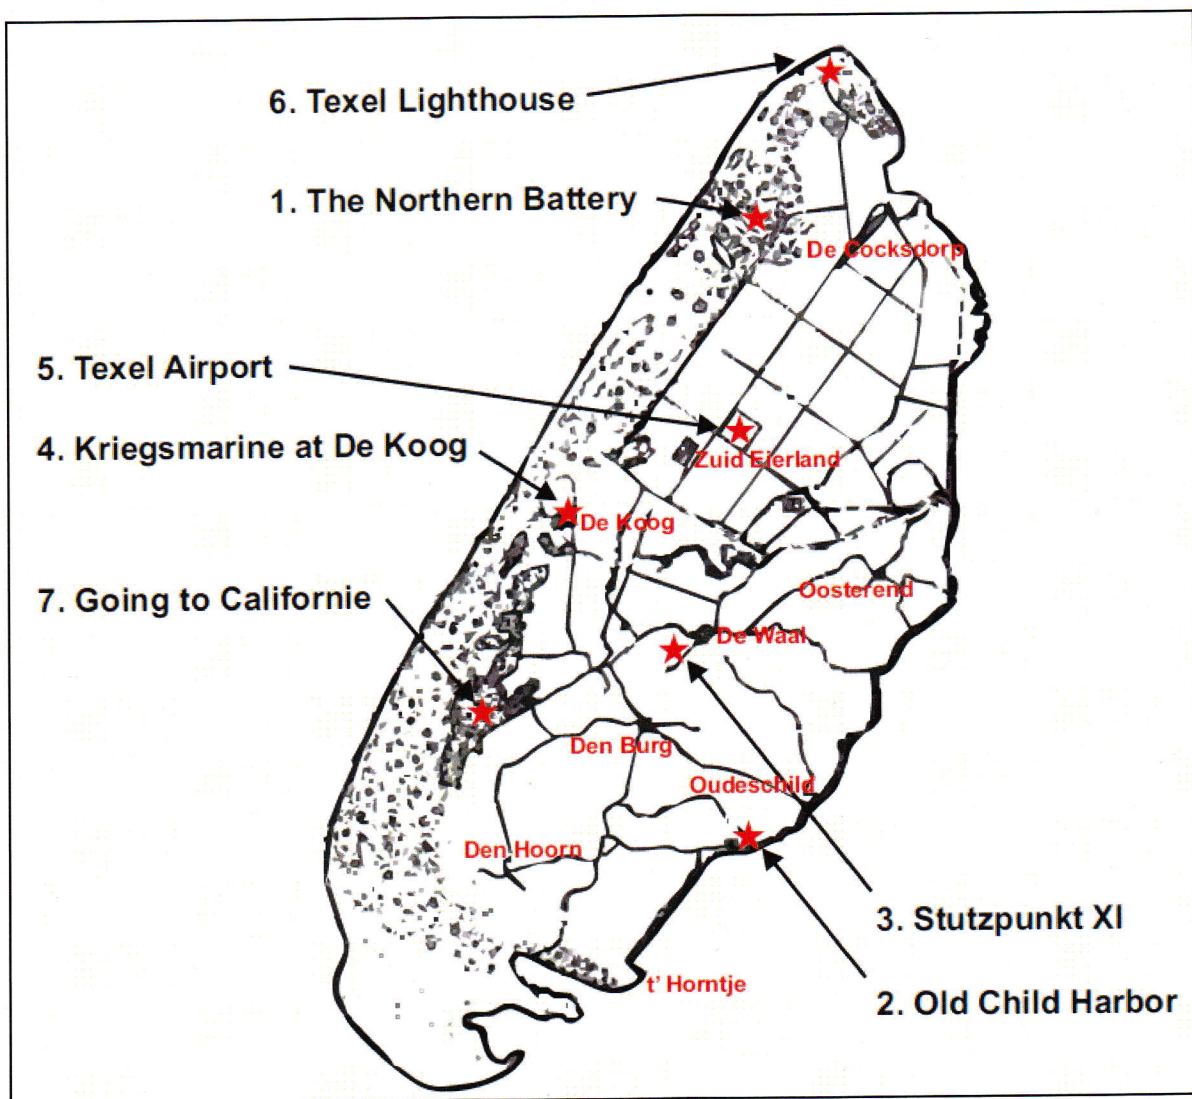 6. Texel Lighthouse
1. The Northern Battery
De Cocksdorp
5. Texel Airport
4. Kriegsmarine at De Koog
Zuid Eierland
De Koog
7. Going to Californie
Oosterend
De Waal
Den Burg
Oudeschild
Den Hoorn
3. Stutzpunkt XI
t' Horntje
2. Old Child Harbor